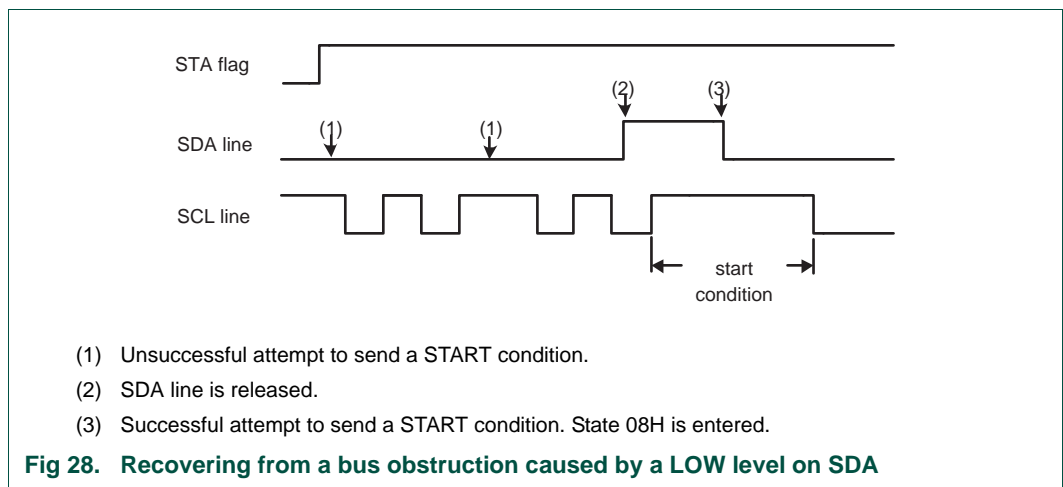 STA flag
(2)
(3)
(1)
(1)
SDA line
SCL line
start
condition
(1) Unsuccessful attempt to send a START condition.
(2) SDA line is released.
(3) Successful attempt to send a START condition. State 08H is entered.
Fig 28. Recovering from a bus obstruction caused by a LOW level on SDA